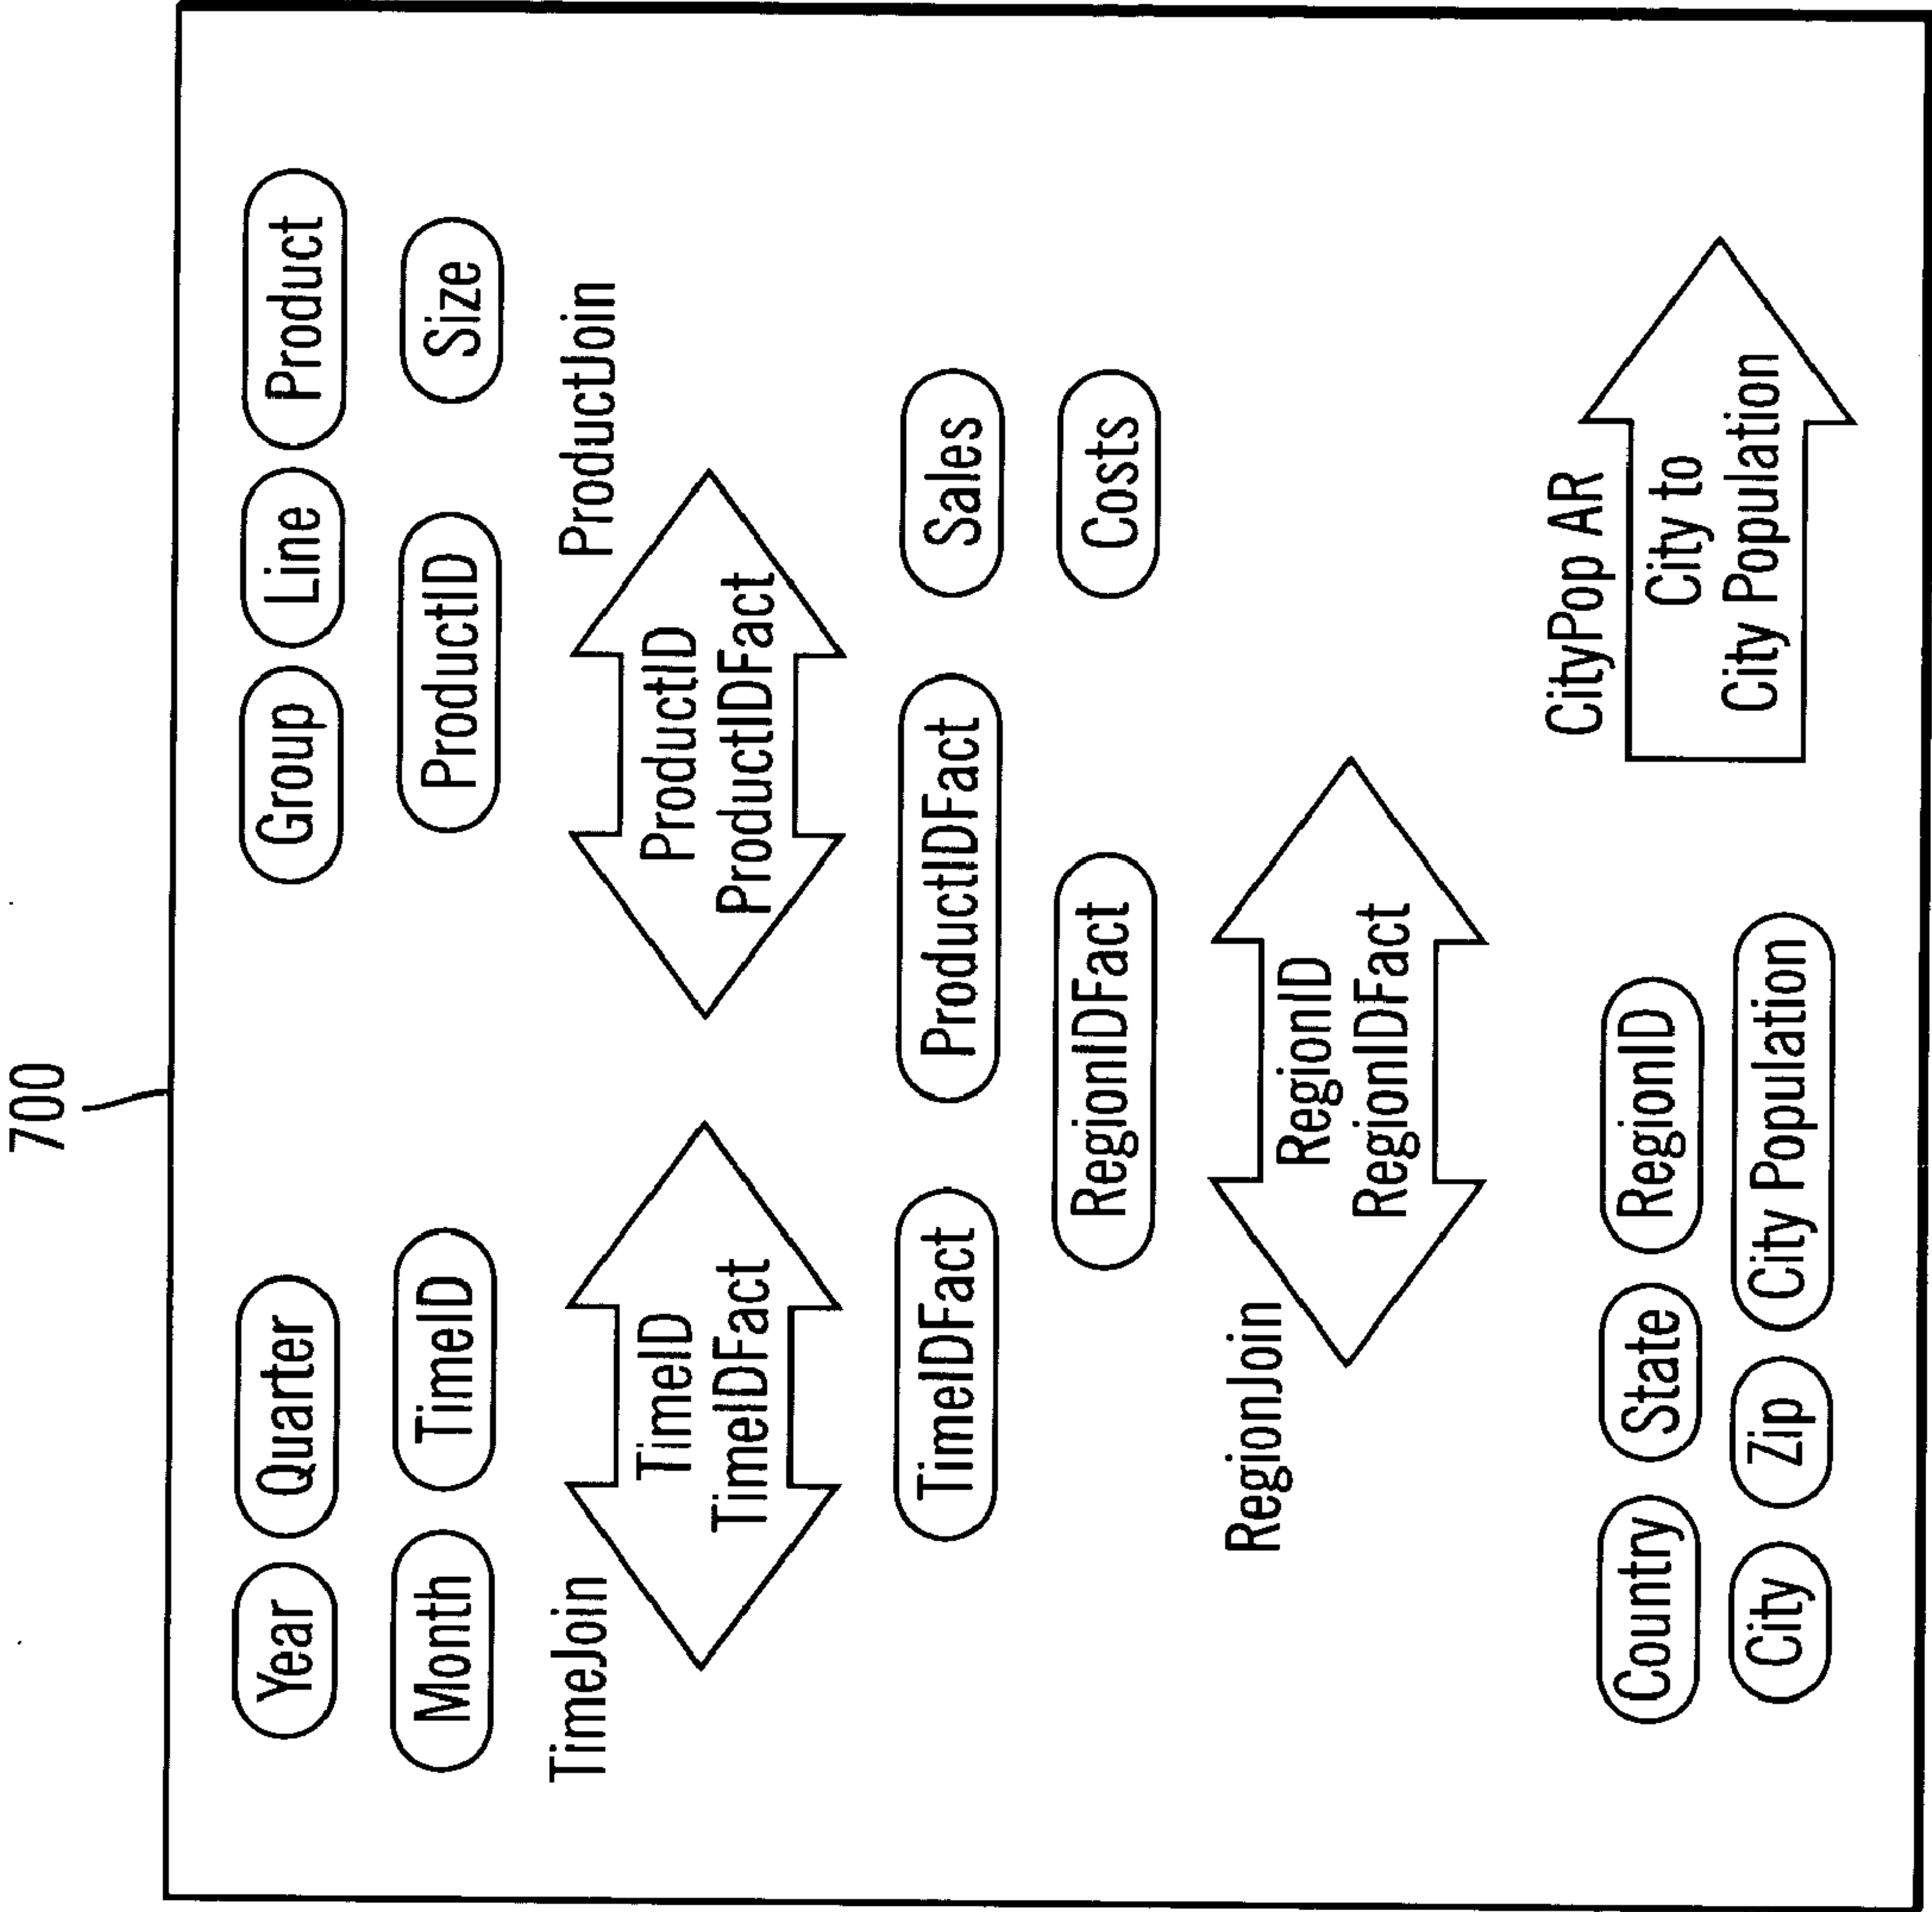 700
Year
Quarter
Group
Line
Product
Month
TimeID
ProductID
Size
TimeJoin
ProductJoin
TimeID
TimeIDFact
ProductID
ProductIDFact
TimeIDFact
ProductIDFact
Sales
RegionIDFact
Costs
RegionJoin
RegionID
RegionIDFact
CityPop AR
Country
State
RegionID
City to
City Population
City
Zip
City Population